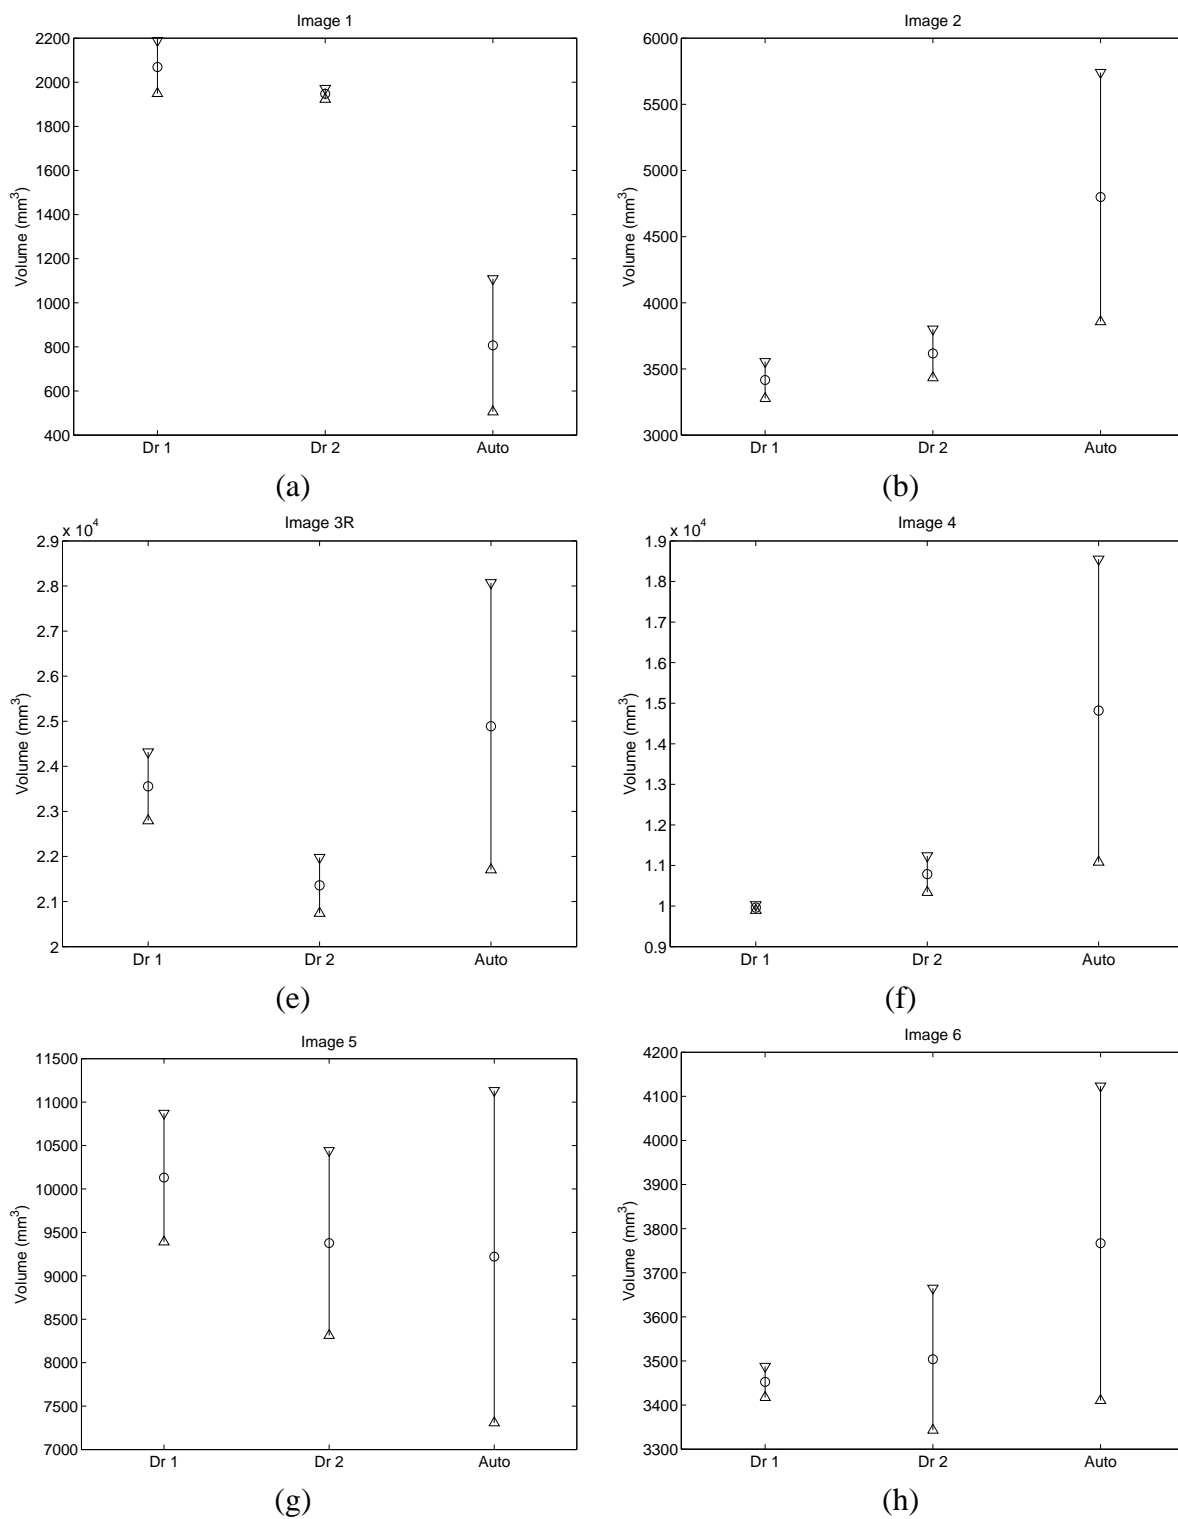 Image 1
2200
2000
1800
1600
1400
1200
1000
800
600
400
Volume (mm³)
Dr 1 Dr 2 Auto
(a)
Image 2
6000
5500
5000
4500
4000
3500
3000
Volume (mm³)
Dr 1 Dr 2 Auto
(b)
Image 3R
x 10⁴
2.9
2.8
2.7
2.6
2.5
2.4
2.3
2.2
2.1
2
Volume (mm³)
Dr 1 Dr 2 Auto
(e)
Image 4
x 10⁴
1.9
1.8
1.7
1.6
1.5
1.4
1.3
1.2
1.1
1
0.9
Volume (mm³)
Dr 1 Dr 2 Auto
(f)
Image 5
11500
11000
10500
10000
9500
9000
8500
8000
7500
7000
Volume (mm³)
Dr 1 Dr 2 Auto
(g)
Image 6
4200
4100
4000
3900
3800
3700
3600
3500
3400
3300
Volume (mm³)
Dr 1 Dr 2 Auto
(h)